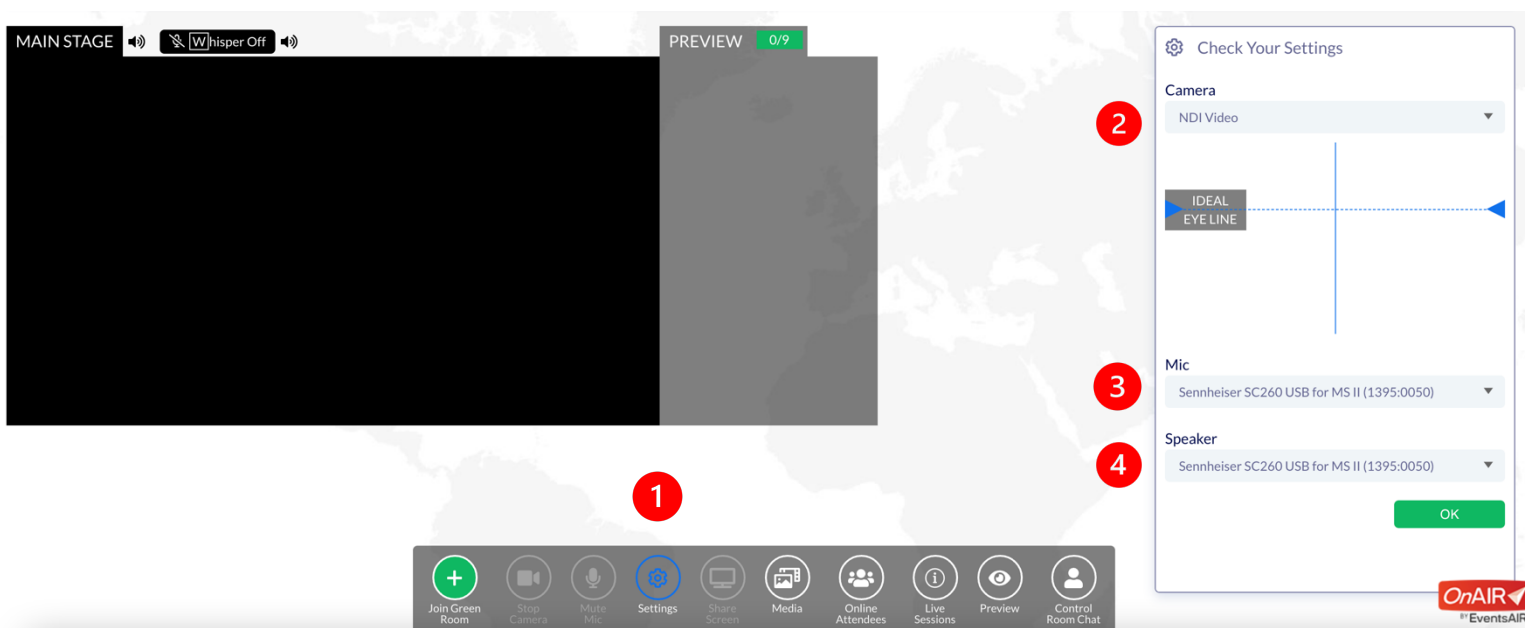 MAIN STAGE
Whisper Off
PREVIEW
0/9
Check Your Settings
Camera
2
NDI Video
IDEAL
EYE LINE
Mic
3
Sennheiser SC260 USB for MS II (1395:0050)
Speaker
4
Sennheiser SC260 USB for MS II (1395:0050)
OK
1
Join Green
Room
Stop
Camera
Mute
Mic
Settings
Share
Screen
Media
Online
Attendees
Live
Sessions
Preview
Control
Room Chat
OnAIR
BY EventsAIR